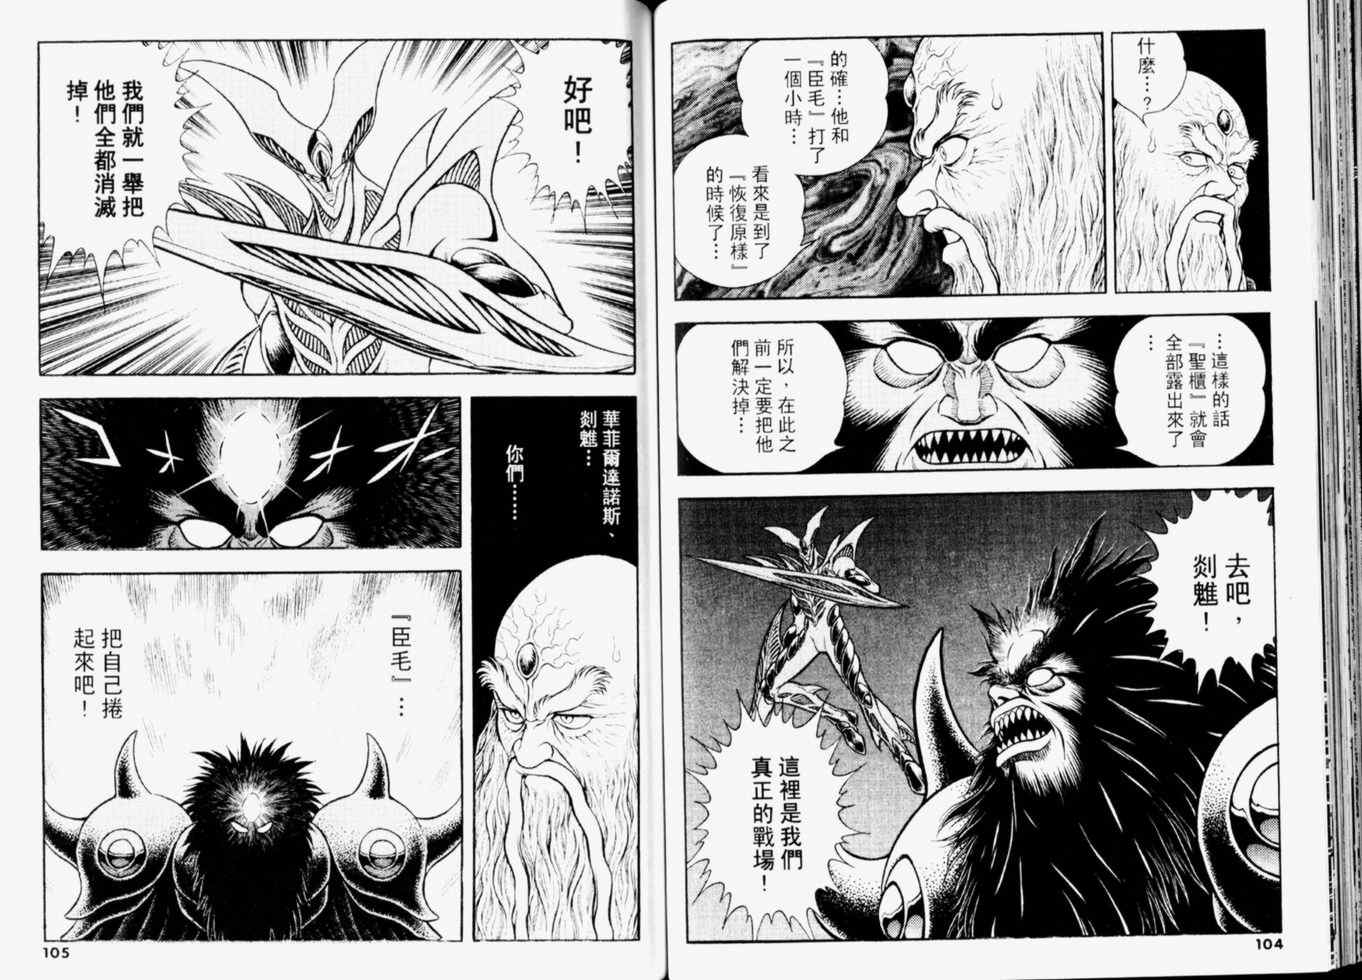 什麼…?
的確…他和
『臣毛』打了
一個小時…
看來是到了
『恢復原樣』
的時候了…
…這樣的話
『聖櫃』就會
全部露出來了
…
所以，在此之
前一定要把他
們解決掉…
去吧，
剡魋！
這裡是我們
真正的戰場！
104
好吧！
我們就一舉把
他們全都消滅
掉！
華菲爾達諾斯、
剡魋…
你們……
『臣毛』…
把自己捲
起來吧！
105